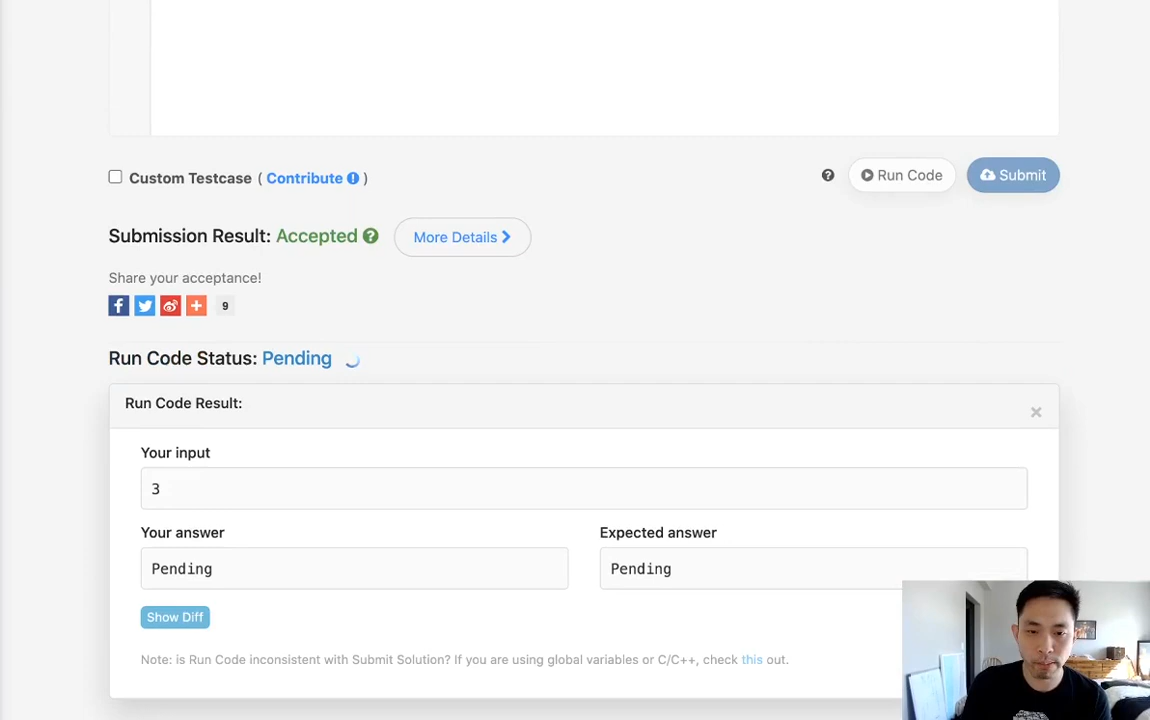 Custom Testcase ( Contribute )
Run Code
Submit
Submission Result: Accepted
More Details
Share your acceptance!
9
Run Code Status: Pending
Run Code Result:
Your input
3
Your answer
Expected answer
Pending
Pending
Show Diff
Note: is Run Code inconsistent with Submit Solution? If you are using global variables or C/C++, check this out.